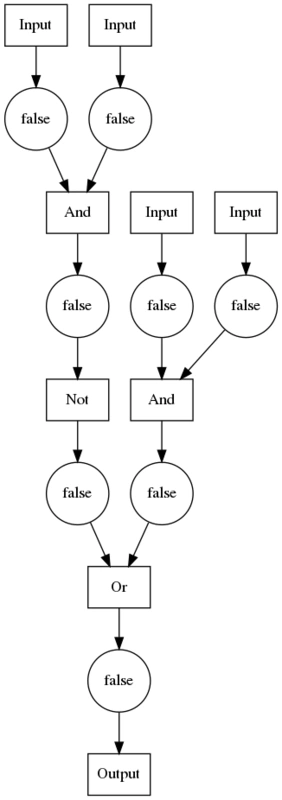 Input Input
false false
And Input Input
false false false
Not And
false false
Or
false
Output